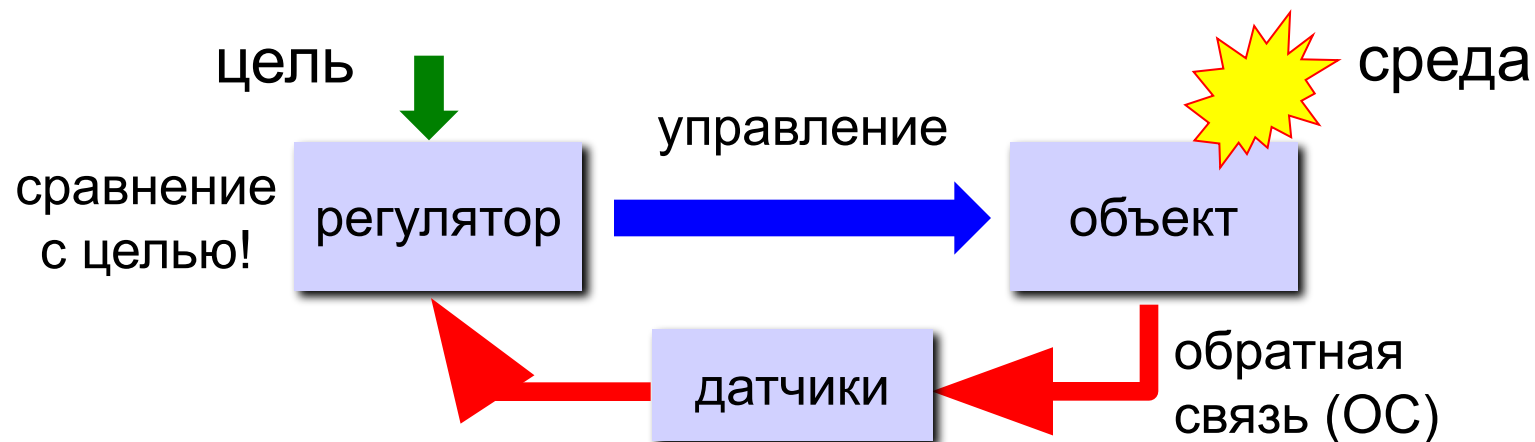 цель
среда
управление
сравнение
с целью!
регулятор
объект
датчики
обратная
связь (ОС)